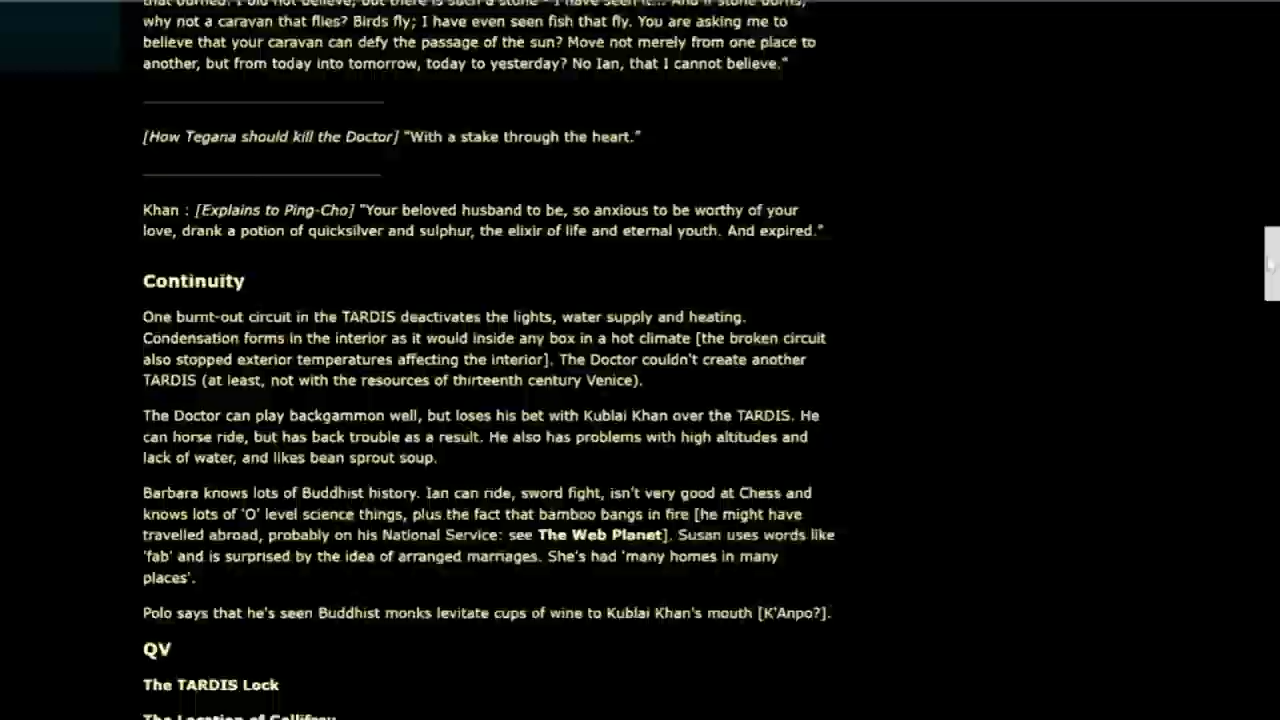 why not a caravan that flies? Birds fly; I have even seen fish that fly. You are asking me to
believe that your caravan can defy the passage of the sun? Move not merely from one place to
another, but from today into tomorrow, today to yesterday? No Ian, that I cannot believe."
[How Tegana should kill the Doctor] "With a stake through the heart."
Khan : [Explains to Ping-Cho] "Your beloved husband to be, so anxious to be worthy of your
love, drank a potion of quicksilver and sulphur, the elixir of life and eternal youth. And expired."
Continuity
One burnt-out circuit in the TARDIS deactivates the lights, water supply and heating.
Condensation forms in the interior as it would inside any box in a hot climate [the broken circuit
also stopped exterior temperatures affecting the interior]. The Doctor couldn't create another
TARDIS (at least, not with the resources of thirteenth century Venice).
The Doctor can play backgammon well, but loses his bet with Kublai Khan over the TARDIS. He
can horse ride, but has back trouble as a result. He also has problems with high altitudes and
lack of water, and likes bean sprout soup.
Barbara knows lots of Buddhist history. Ian can ride, sword fight, isn't very good at Chess and
knows lots of 'O' level science things, plus the fact that bamboo bangs in fire [he might have
travelled abroad, probably on his National Service: see The Web Planet]. Susan uses words like
'fab' and is surprised by the idea of arranged marriages. She's had 'many homes in many
places'.
Polo says that he's seen Buddhist monks levitate cups of wine to Kublai Khan's mouth [K'Anpo?].
QV
The TARDIS Lock
The Location of Gallifrey